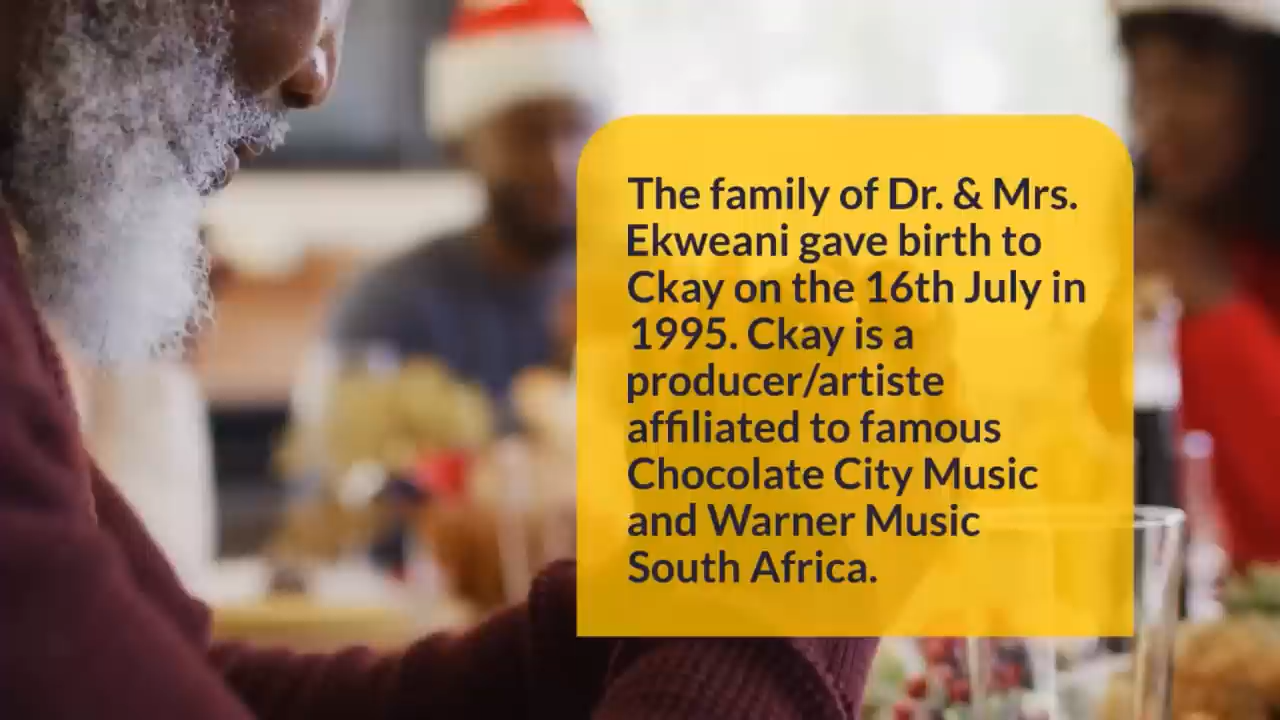 The family of Dr. & Mrs.
Ekweani gave birth to
Ckay on the 16th July in
1995. Ckay is a
producer/artiste
affiliated to famous
Chocolate City Music
and Warner Music
South Africa.